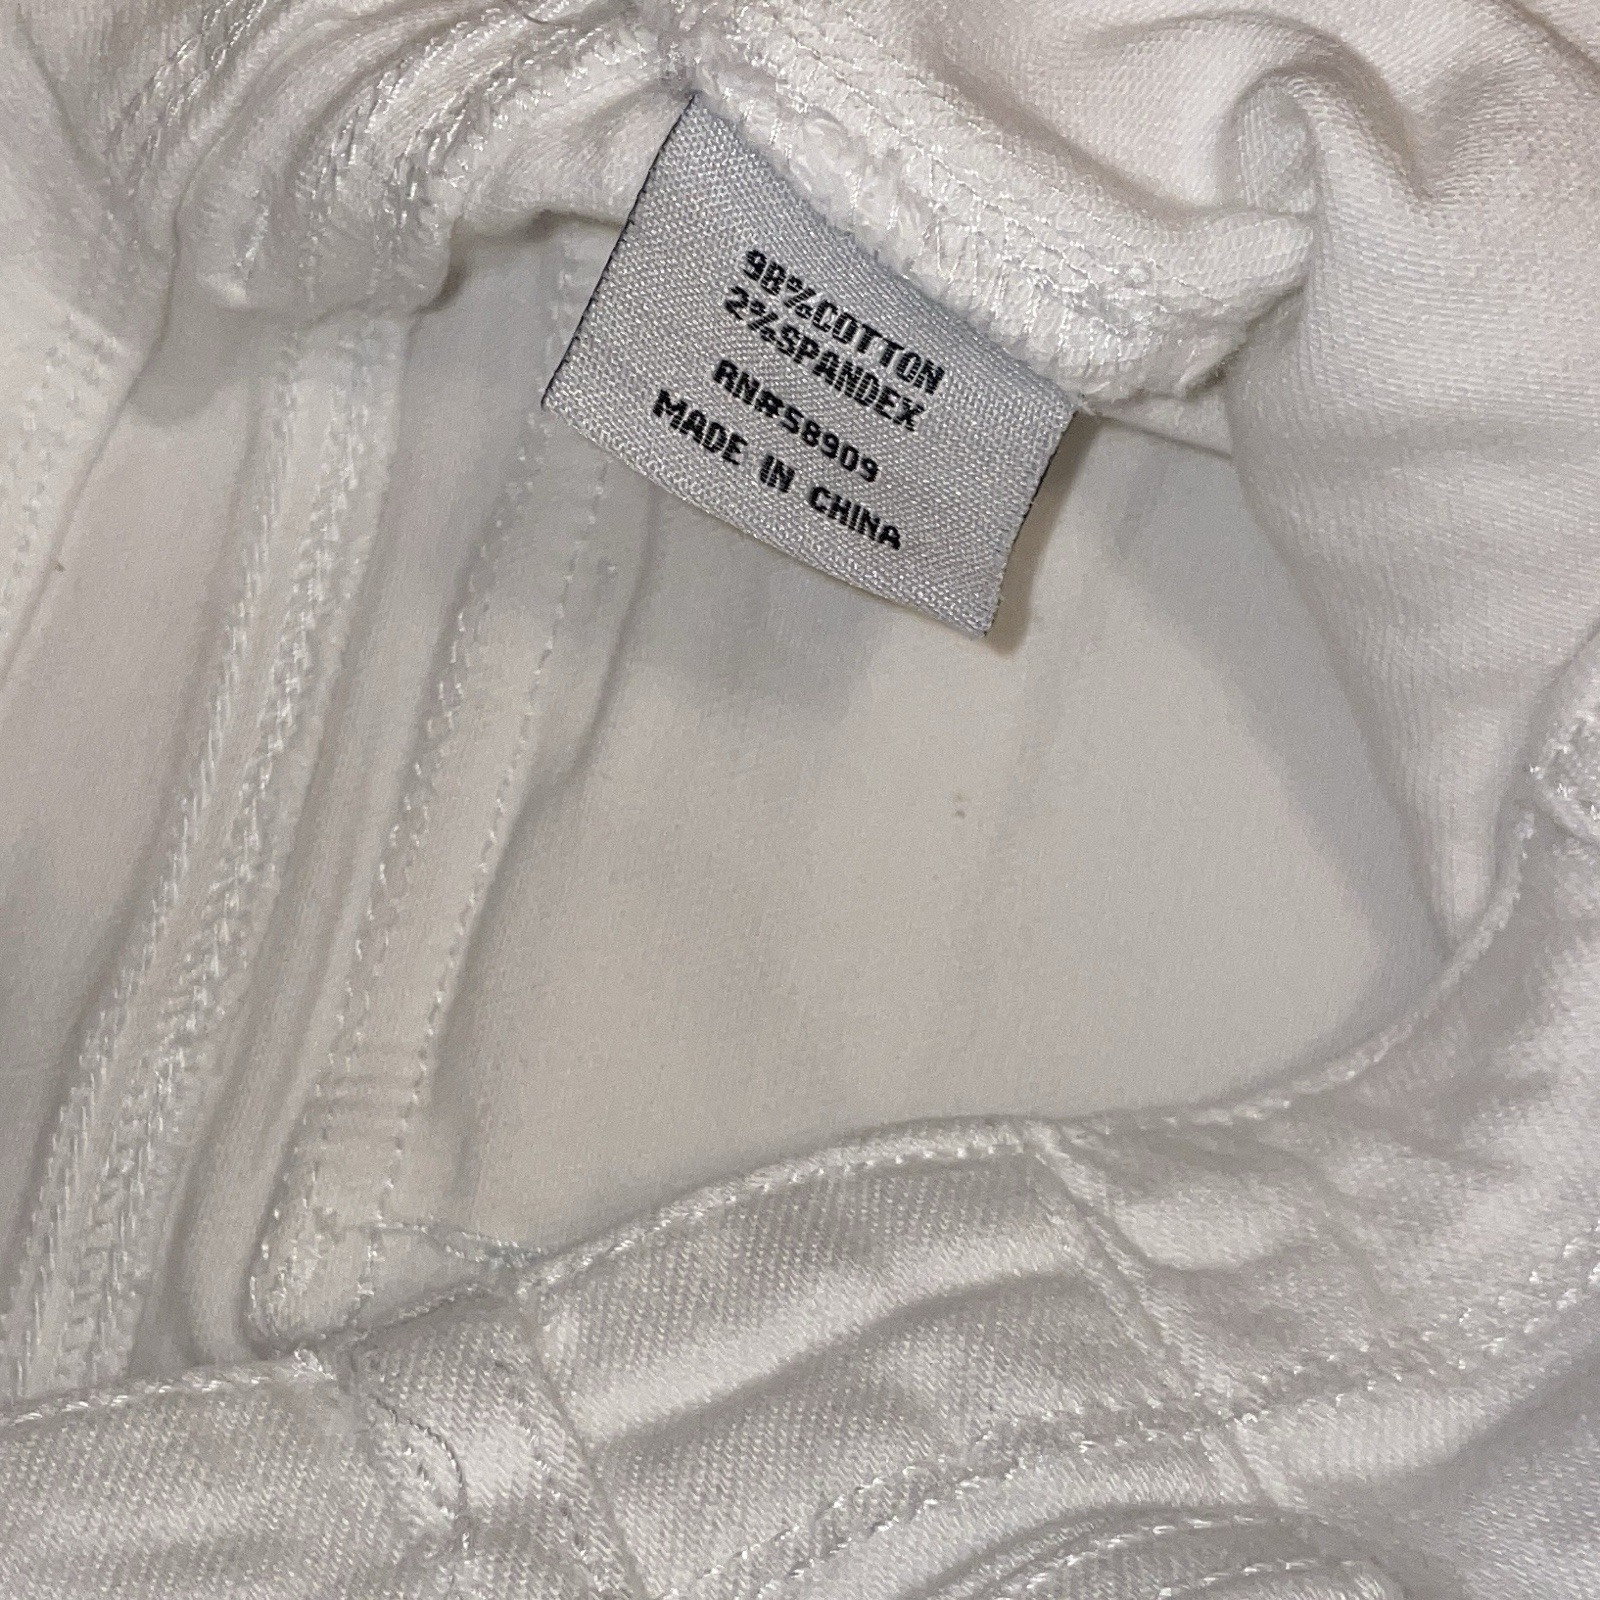 98%COTTON
2%SPANDEX
RN#58909
MADE IN CHINA